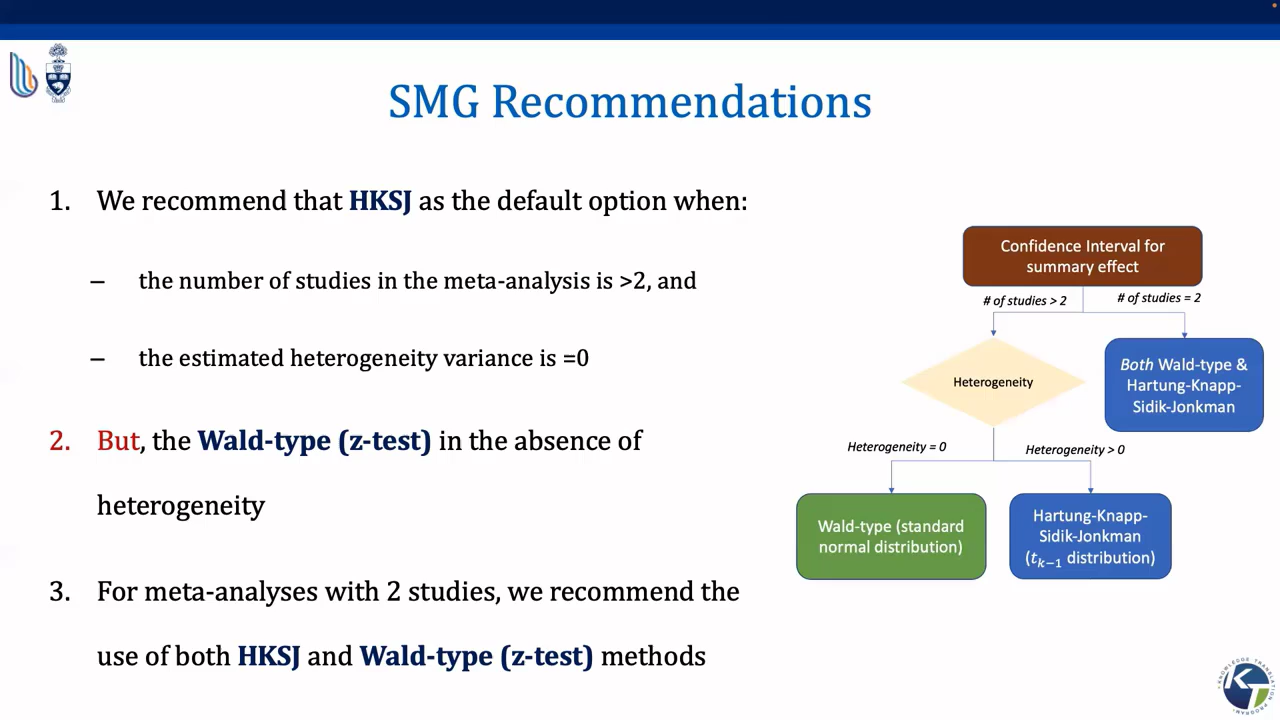 SMG Recommendations
1. We recommend that HKSJ as the default option when:
– the number of studies in the meta-analysis is >2, and
– the estimated heterogeneity variance is =0
2. But, the Wald-type (z-test) in the absence of
heterogeneity
3. For meta-analyses with 2 studies, we recommend the
use of both HKSJ and Wald-type (z-test) methods
Confidence Interval for
summary effect
# of studies > 2
# of studies = 2
Heterogeneity
Both Wald-type &
Hartung-Knapp-
Sidik-Jonkman
Heterogeneity = 0
Heterogeneity > 0
Wald-type (standard
normal distribution)
Hartung-Knapp-
Sidik-Jonkman
(tₖ₋₁ distribution)
KNOWLEDGE TRANSLATION
PROGRAM
KT